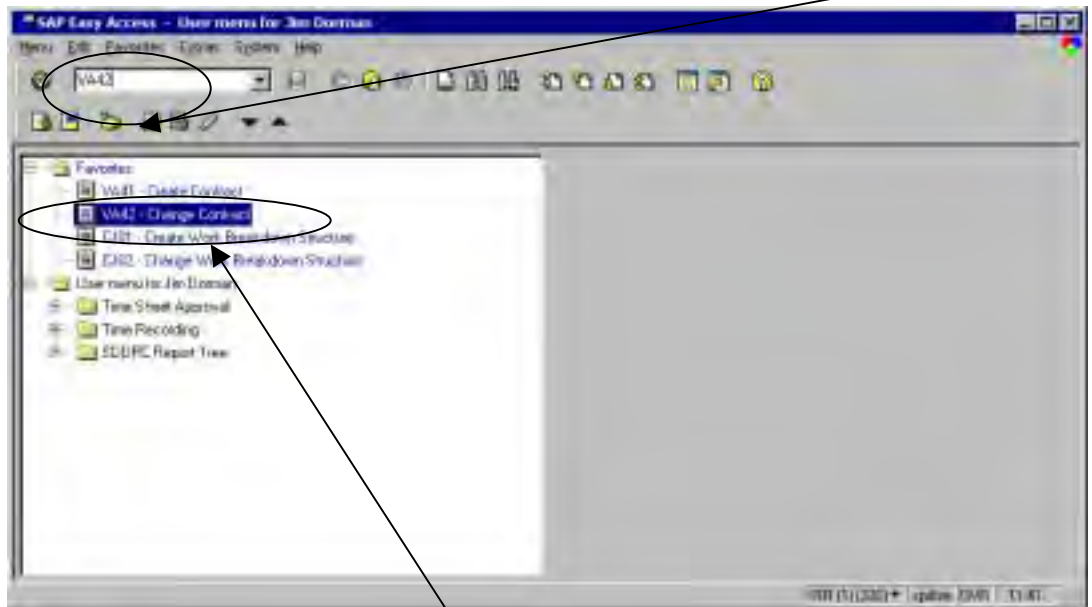 SAP Easy Access - User menu for Jim Dorman
Menu Edit Favorites Extras System Help
VA42
Favorites
VA41 - Create Contract
VA42 - Change Contract
CJ01 - Create Work Breakdown Structure
CJ02 - Change Work Breakdown Structure
User menu for Jim Dorman
Time Sheet Approval
Time Recording
Report Tree